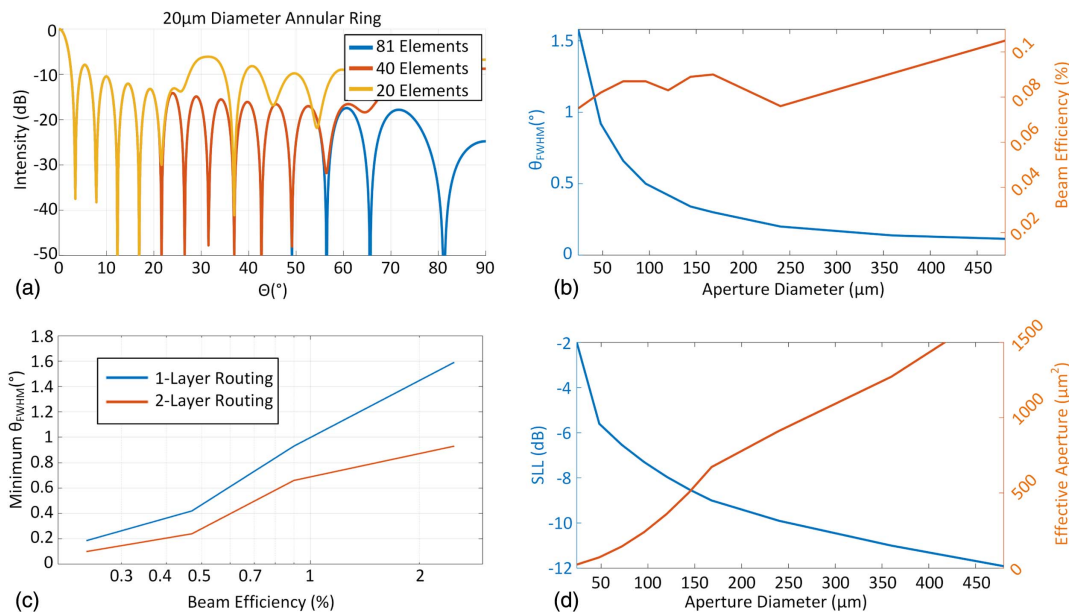 20μm Diameter Annular Ring
0
-10
-20
-30
-40
-50
Intensity (dB)
81 Elements
40 Elements
20 Elements
0 10 20 30 40 50 60 70 80 90
Θ(°)
(a)
1.5
1
0.5
0
θFWHM(°)
0.1
0.08
0.06
0.04
0.02
Beam Efficiency (%)
50 100 150 200 250 300 350 400 450
Aperture Diameter (μm)
(b)
1.8
1.6
1.4
1.2
1
0.8
0.6
0.4
0.2
0
Minimum θFWHM(°)
1-Layer Routing
2-Layer Routing
0.3 0.4 0.5 0.7 1 2
Beam Efficiency (%)
(c)
-2
-4
-6
-8
-10
-12
SLL (dB)
1500
1000
500
0
Effective Aperture (μm²)
50 100 150 200 250 300 350 400 450
Aperture Diameter (μm)
(d)